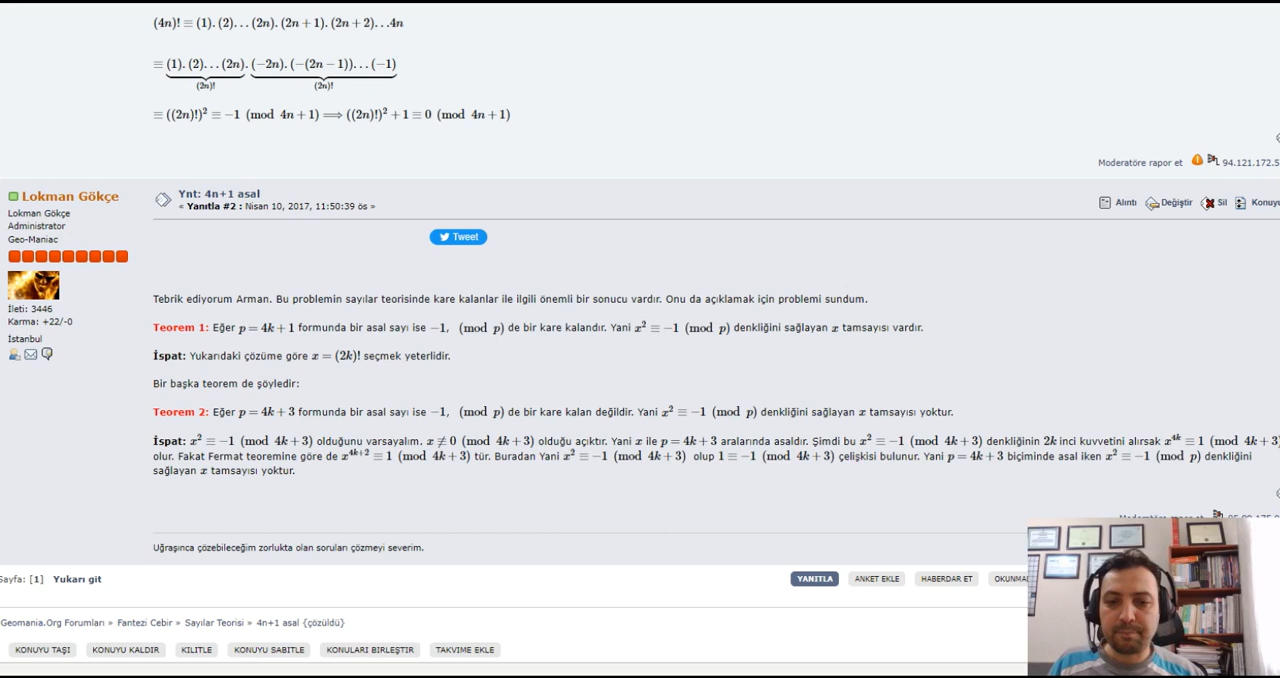 (4n)! ≡ (1).(2)…(2n).(2n+1).(2n+2)…4n
≡ (1).(2)…(2n).(−2n).(−(2n−1))…(−1)
(2n)! (2n)!
≡ ((2n)!)² ≡ −1 (mod 4n+1) ⟹ ((2n)!)² + 1 ≡ 0 (mod 4n+1)
Moderatöre rapor et 94.121.172.5
Lokman Gökçe
Lokman Gökçe
Administrator
Geo-Maniac
İleti: 3446
Karma: +22/-0
İstanbul
Ynt: 4n+1 asal
« Yanıtla #2 : Nisan 10, 2017, 11:50:39 ös »
Alıntı Değiştir Sil Konuyu
Tweet
Tebrik ediyorum Arman. Bu problemin sayılar teorisinde kare kalanlar ile ilgili önemli bir sonucu vardır. Onu da açıklamak için problemi sundum.
Teorem 1: Eğer p = 4k + 1 formunda bir asal sayı ise −1, (mod p) de bir kare kalandır. Yani x² ≡ −1 (mod p) denkliğini sağlayan x tamsayısı vardır.
İspat: Yukarıdaki çözüme göre x = (2k)! seçmek yeterlidir.
Bir başka teorem de şöyledir:
Teorem 2: Eğer p = 4k + 3 formunda bir asal sayı ise −1, (mod p) de bir kare kalan değildir. Yani x² ≡ −1 (mod p) denkliğini sağlayan x tamsayısı yoktur.
İspat: x² ≡ −1 (mod 4k+3) olduğunu varsayalım. x ≢ 0 (mod 4k+3) olduğu açıktır. Yani x ile p = 4k + 3 aralarında asaldır. Şimdi bu x² ≡ −1 (mod 4k+3) denkliğinin 2k inci kuvvetini alırsak x⁴ᵏ ≡ 1 (mod 4k+3)
olur. Fakat Fermat teoremine göre de x⁴ᵏ⁺² ≡ 1 (mod 4k+3) tür. Buradan Yani x² ≡ −1 (mod 4k+3) olup 1 ≡ −1 (mod 4k+3) çelişkisi bulunur. Yani p = 4k + 3 biçiminde asal iken x² ≡ −1 (mod p) denkliğini
sağlayan x tamsayısı yoktur.
Moderatöre rapor et
Uğraşınca çözebileceğim zorlukta olan soruları çözmeyi severim.
Sayfa: [1] Yukarı git
YANITLA ANKET EKLE HABERDAR ET OKUNMA
Geomania.Org Forumları » Fantezi Cebir » Sayılar Teorisi » 4n+1 asal {çözüldü}
KONUYU TAŞI KONUYU KALDIR KILITLE KONUYU SABITLE KONULARI BIRLEŞTIR TAKVIME EKLE